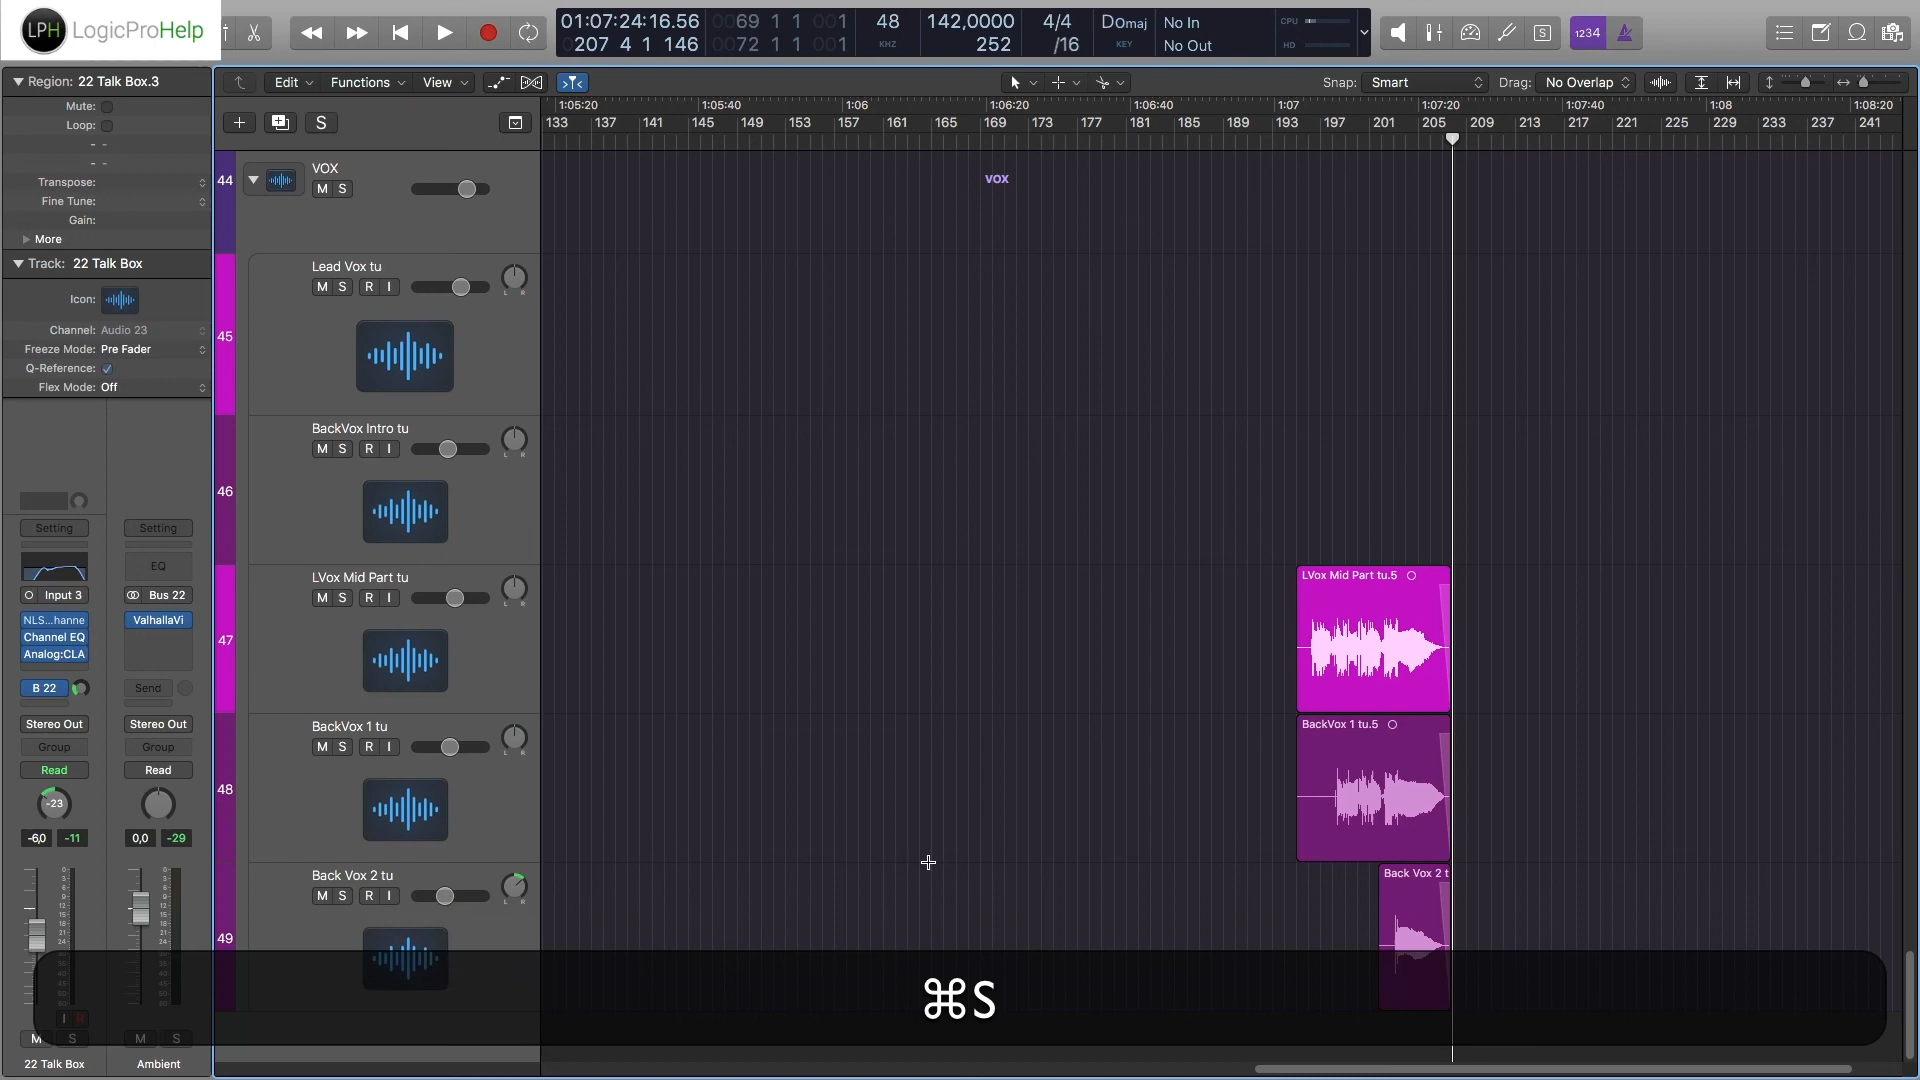 LPH LogicProHelp
01:07:24:16.56 0069 1 1 001 48 142,0000 4/4 Domaj No In CPU
0207 4 1 146 0072 1 1 001 KHZ 252 /16 KEY No Out HD
S 1234
Region: 22 Talk Box.3
Edit Functions View Snap: Smart Drag: No Overlap
Mute:
Loop:
- -
- -
Transpose:
Fine Tune:
Gain:
More
Track: 22 Talk Box
Icon:
Channel: Audio 23
Freeze Mode: Pre Fader
Q-Reference:
Flex Mode: Off
S
1:05:20 1:05:40 1:06 1:06:20 1:06:40 1:07 1:07:20 1:07:40 1:08 1:08:20
133 137 141 145 149 153 157 161 165 169 173 177 181 185 189 193 197 201 205 209 213 217 221 225 229 233 237 241
44 VOX
M S
VOX
45 Lead Vox tu
M S R I
L R
46 BackVox Intro tu
M S R I
L R
47 LVox Mid Part tu
M S R I
L R
LVox Mid Part tu.5
48 BackVox 1 tu
M S R I
L R
BackVox 1 tu.5
49 Back Vox 2 tu
M S R I
L R
Back Vox 2 t
Setting Setting
EQ
Input 3 Bus 22
NLS...hanne ValhallaVi
Channel EQ
Analog:CLA
B 22 Send
Stereo Out Stereo Out
Group Group
Read Read
-23
-6,0 -11 0,0 -29
0 3 6 9 12 15 18 21 24
I R
M S M S
22 Talk Box Ambient
⌘S